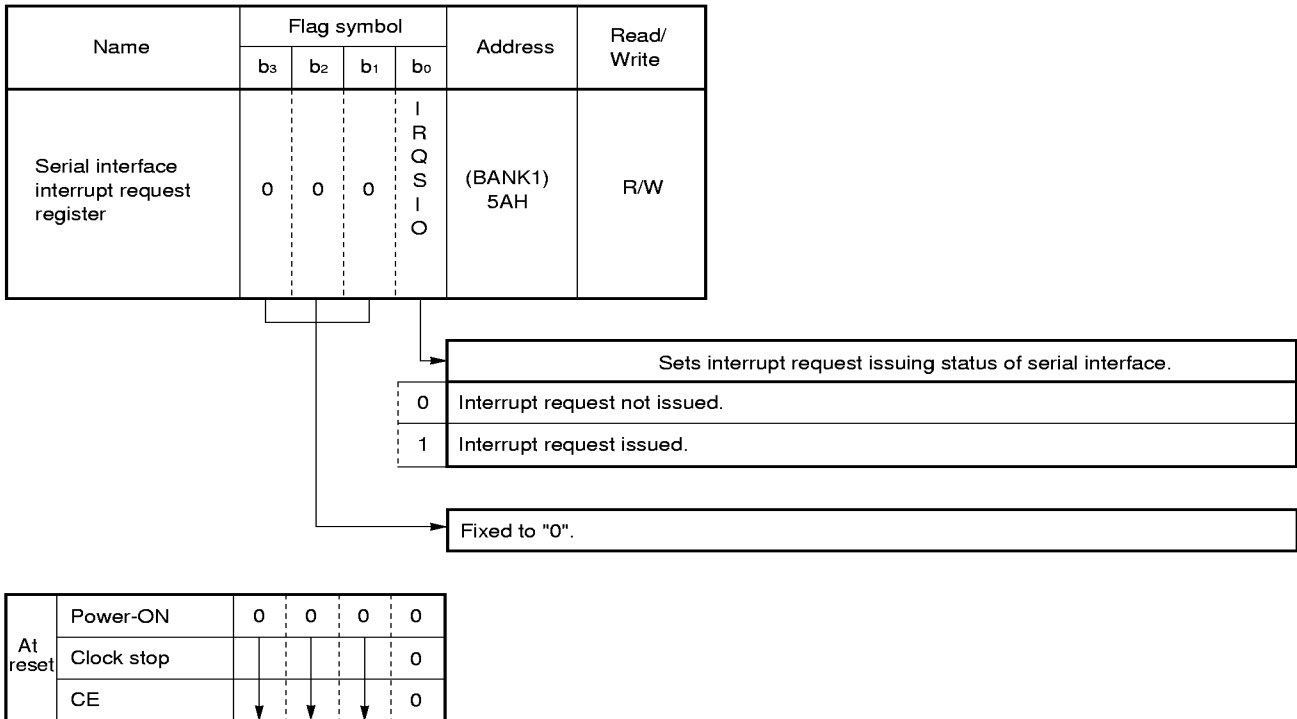 Name
Flag symbol
Address
Read/
Write
b3 b2 b1 b0
Serial interface
interrupt request
register
0 0 0
I
R
Q
S
I
O
(BANK1)
5AH
R/W
Sets interrupt request issuing status of serial interface.
0 Interrupt request not issued.
1 Interrupt request issued.
Fixed to "0".
At
reset
Power-ON 0 0 0 0
Clock stop 0
CE 0